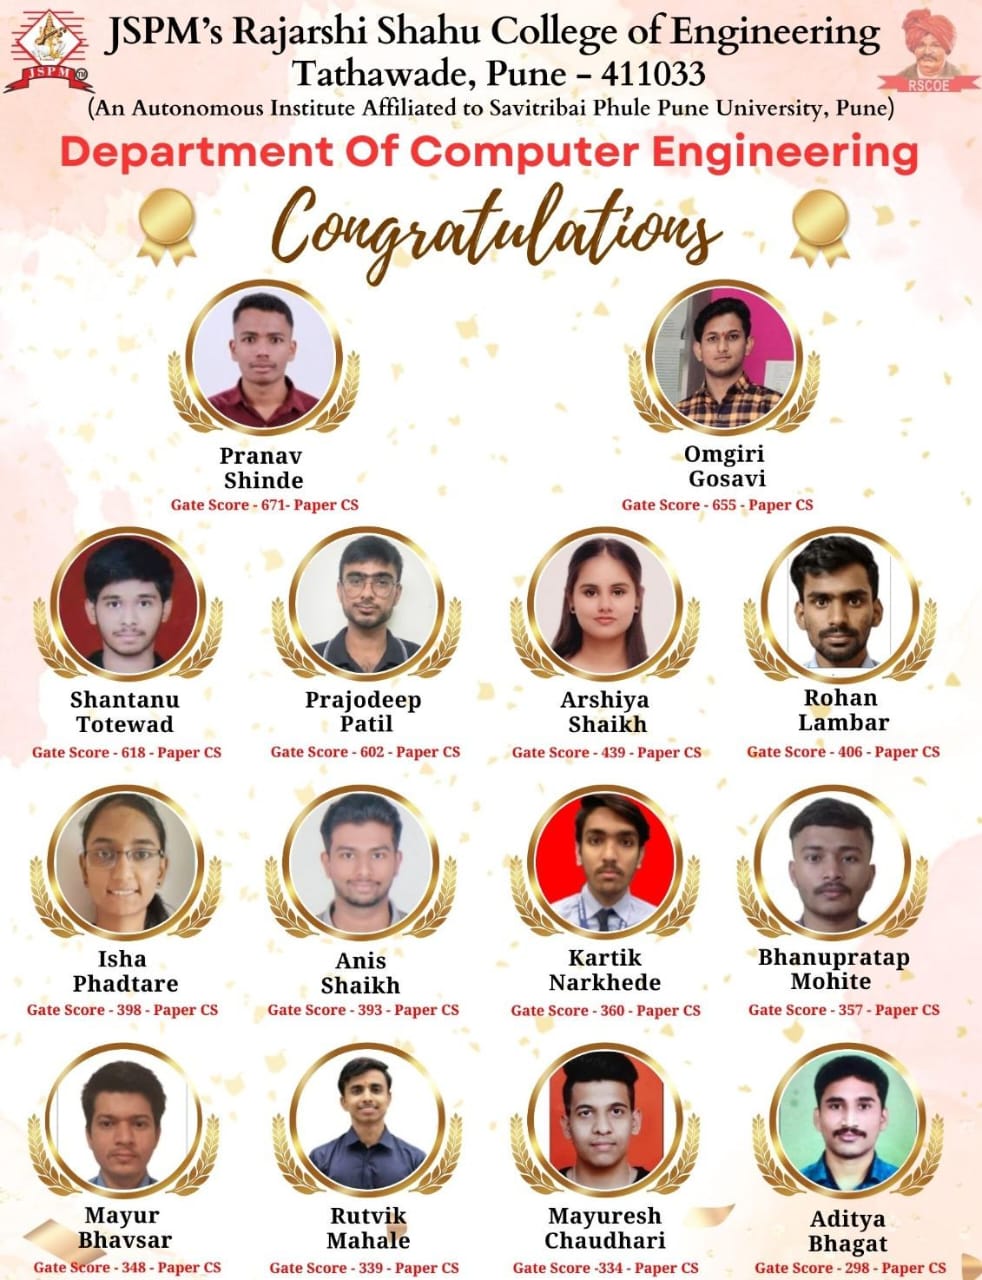 JSPM's Rajarshi Shahu College of Engineering
Tathawade, Pune – 411033
(An Autonomous Institute Affiliated to Savitribai Phule Pune University, Pune)
JSPM
TM
RSCOE
Department Of Computer Engineering
Congratulations
Pranav
Shinde
Gate Score - 671- Paper CS
Omgiri
Gosavi
Gate Score - 655 - Paper CS
Shantanu
Totewad
Gate Score - 618 - Paper CS
Prajodeep
Patil
Gate Score - 602 - Paper CS
Arshiya
Shaikh
Gate Score - 439 - Paper CS
Rohan
Lambar
Gate Score - 406 - Paper CS
Isha
Phadtare
Gate Score - 398 - Paper CS
Anis
Shaikh
Gate Score - 393 - Paper CS
Kartik
Narkhede
Gate Score - 360 - Paper CS
Bhanupratap
Mohite
Gate Score - 357 - Paper CS
Mayur
Bhavsar
Gate Score - 348 - Paper CS
Rutvik
Mahale
Gate Score - 339 - Paper CS
Mayuresh
Chaudhari
Gate Score -334 - Paper CS
Aditya
Bhagat
Gate Score - 298 - Paper CS